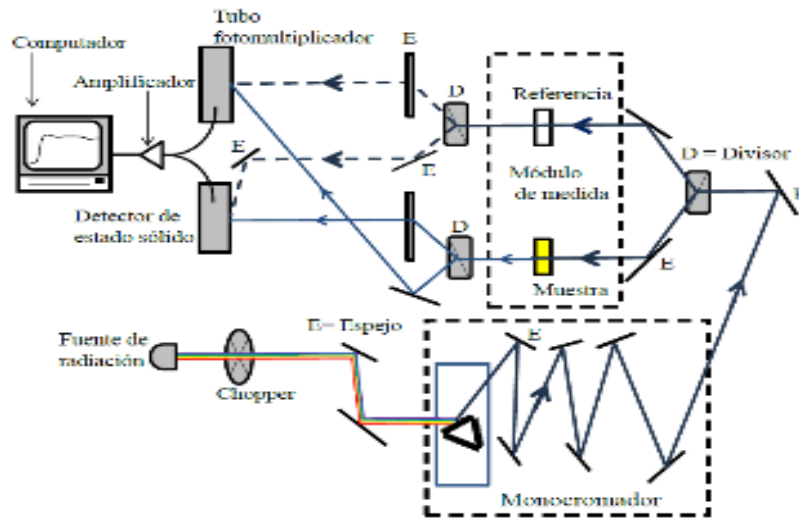 Tubo
fotomultiplicador
Computador
Amplificador
E
D
Referencia
D = Divisor
E
E
Módulo
de medida
Detector de
estado sólido
D
E
Muestra
E= Espejo
E
Fuente de
radiación
Chopper
Monocromador